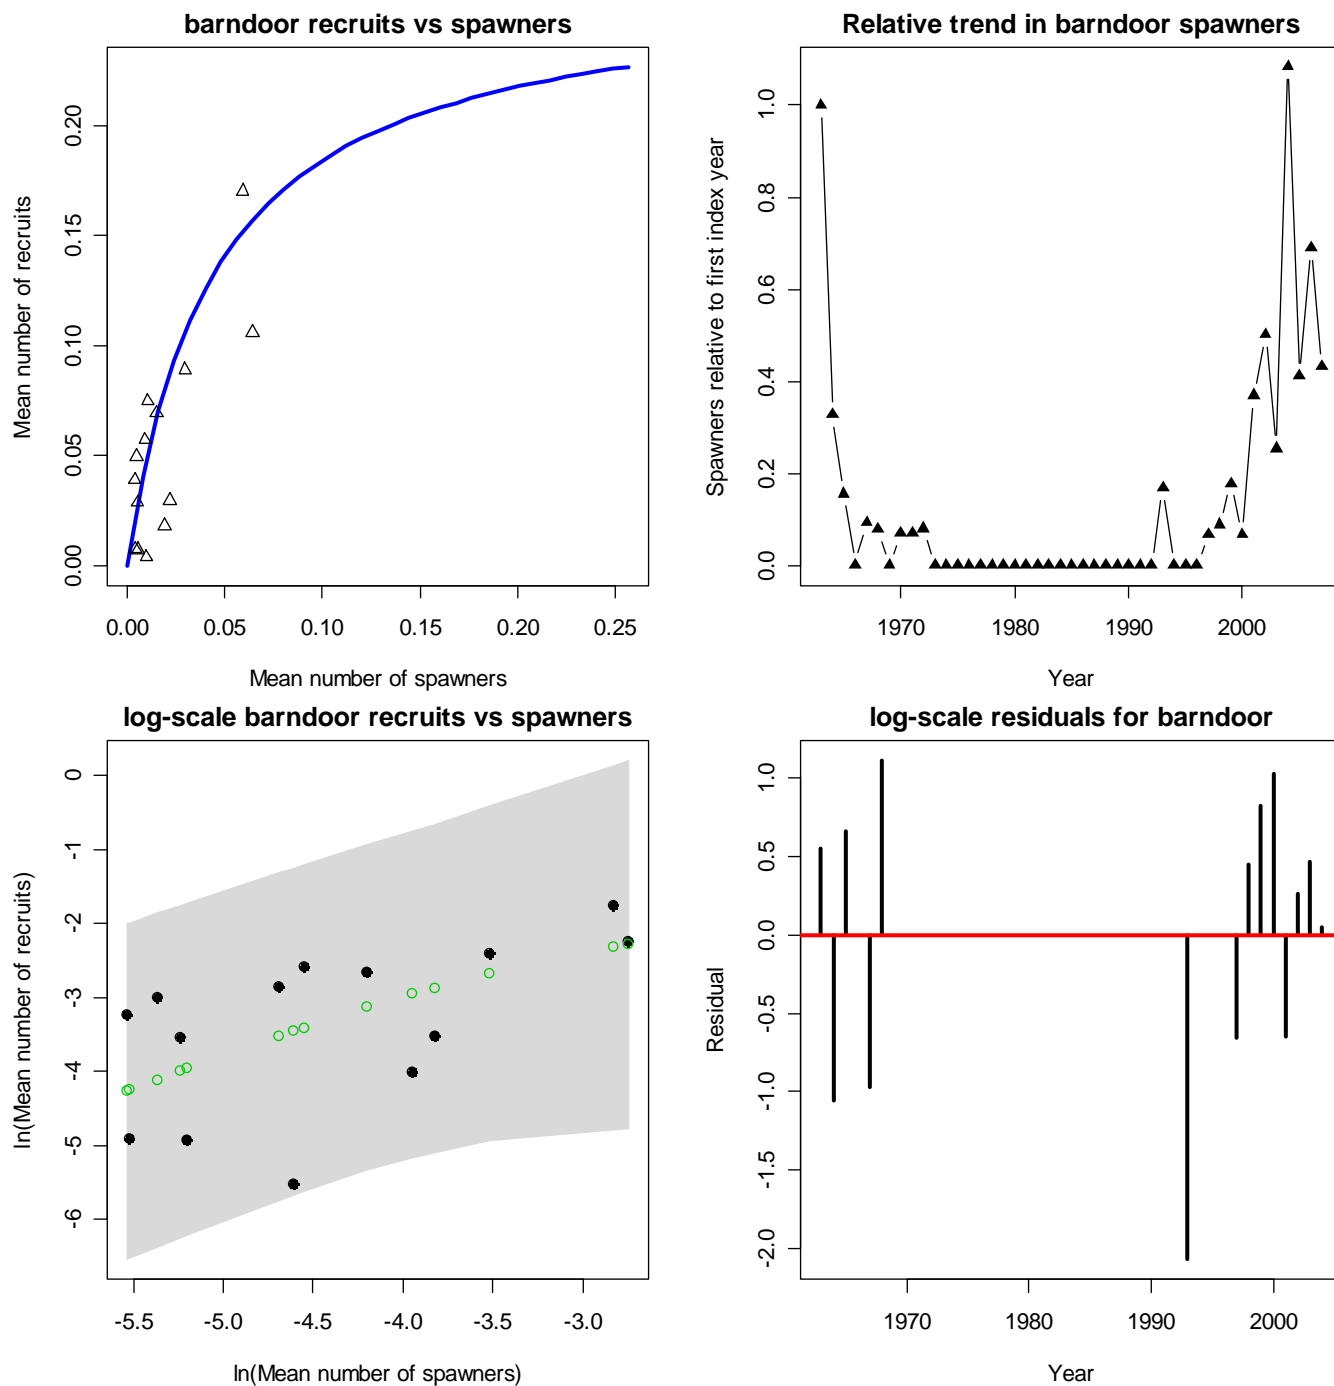 barndoor recruits vs spawners
Mean number of recruits
0.00 0.05 0.10 0.15 0.20
0.00 0.05 0.10 0.15 0.20 0.25
Mean number of spawners
Relative trend in barndoor spawners
Spawners relative to first index year
0.0 0.2 0.4 0.6 0.8 1.0
1970 1980 1990 2000
Year
log-scale barndoor recruits vs spawners
ln(Mean number of recruits)
-6 -5 -4 -3 -2 -1 0
-5.5 -5.0 -4.5 -4.0 -3.5 -3.0
ln(Mean number of spawners)
log-scale residuals for barndoor
Residual
-2.0 -1.5 -1.0 -0.5 0.0 0.5 1.0
1970 1980 1990 2000
Year